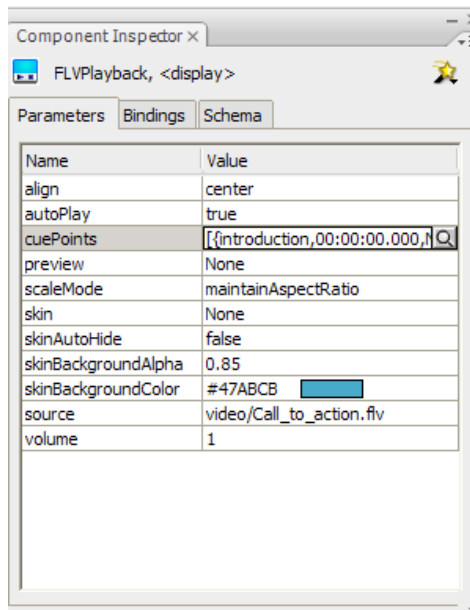 Component Inspector
FLVPlayback, <display>
Parameters Bindings Schema
Name Value
align center
autoPlay true
cuePoints [{introduction,00:00:00.000,
preview None
scaleMode maintainAspectRatio
skin None
skinAutoHide false
skinBackgroundAlpha 0.85
skinBackgroundColor #47ABCB
source video/Call_to_action.flv
volume 1